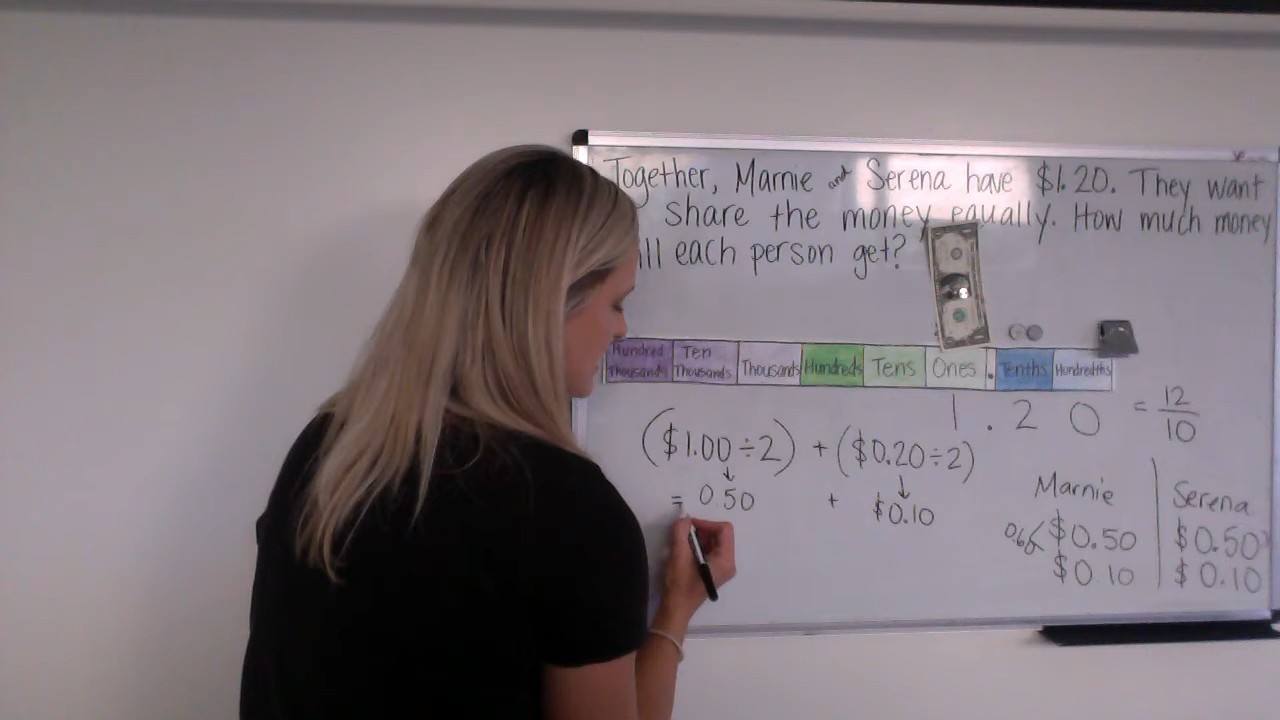 Together, Marnie and Serena have $1.20. They want
share the money equally. How much money
each person get?
Hundred Thousands Ten Thousands Thousands Hundreds Tens Ones . Tenths Hundredths
1 . 2 0 = 12/10
($1.00÷2) + ($0.20÷2)
= 0.50 + $0.10
Marnie Serena
$0.50 $0.50
$0.10 $0.10